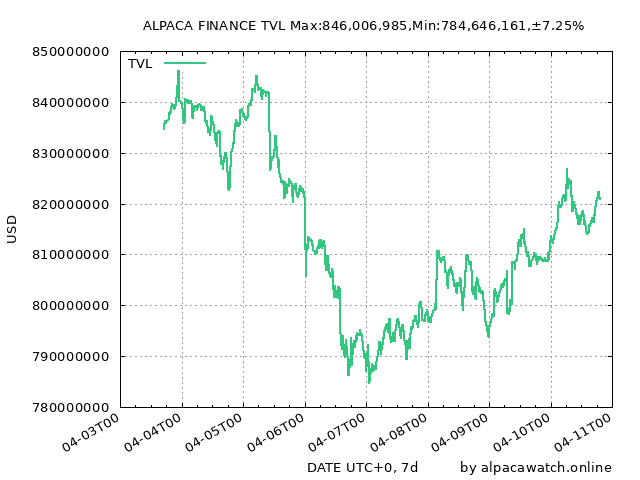 ALPACA FINANCE TVL Max:846,006,985,Min:784,646,161,±7.25%
850000000
TVL
840000000
830000000
820000000
810000000
800000000
790000000
780000000
USD
04-03T00
04-04T00
04-05T00
04-06T00
04-07T00
04-08T00
04-09T00
04-10T00
04-11T00
DATE UTC+0, 7d
by alpacawatch.online